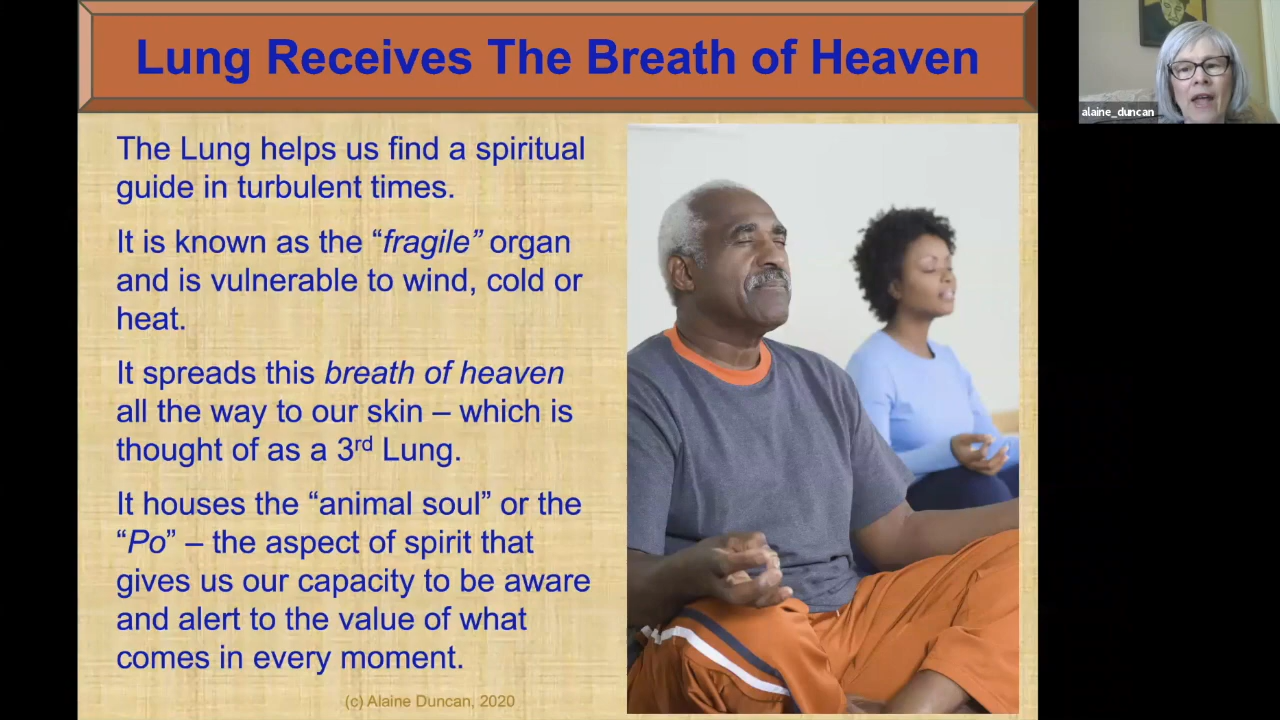 Lung Receives The Breath of Heaven
alaine_duncan
The Lung helps us find a spiritual
guide in turbulent times.
It is known as the “fragile” organ
and is vulnerable to wind, cold or
heat.
It spreads this breath of heaven
all the way to our skin – which is
thought of as a 3rd Lung.
It houses the “animal soul” or the
“Po” – the aspect of spirit that
gives us our capacity to be aware
and alert to the value of what
comes in every moment.
(c) Alaine Duncan, 2020